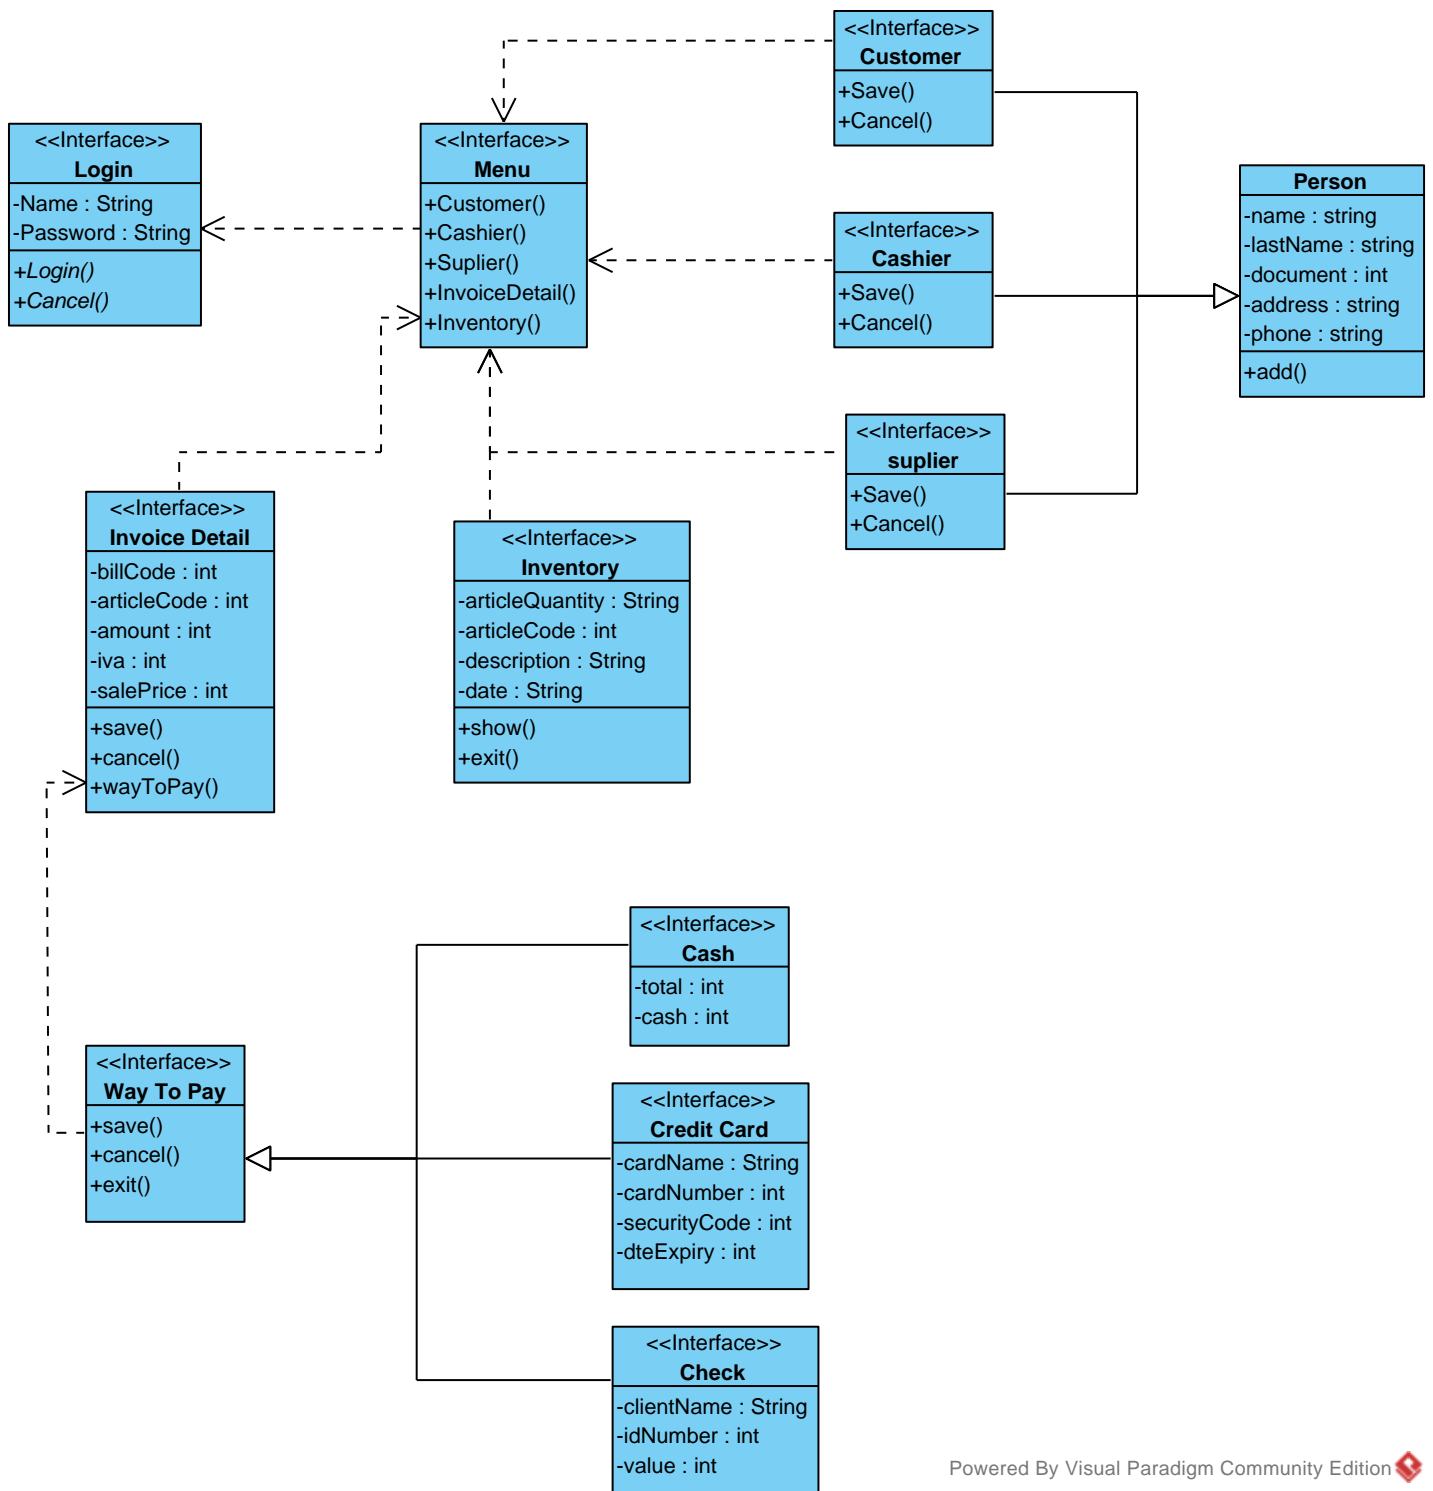 <<Interface>>
Customer
+Save()
+Cancel()
<<Interface>>
Login
-Name : String
-Password : String
+Login()
+Cancel()
<<Interface>>
Menu
+Customer()
+Cashier()
+Suplier()
+InvoiceDetail()
+Inventory()
<<Interface>>
Cashier
+Save()
+Cancel()
Person
-name : string
-lastName : string
-document : int
-address : string
-phone : string
+add()
<<Interface>>
suplier
+Save()
+Cancel()
<<Interface>>
Invoice Detail
-billCode : int
-articleCode : int
-amount : int
-iva : int
-salePrice : int
+save()
+cancel()
+wayToPay()
<<Interface>>
Inventory
-articleQuantity : String
-articleCode : int
-description : String
-date : String
+show()
+exit()
<<Interface>>
Cash
-total : int
-cash : int
<<Interface>>
Way To Pay
+save()
+cancel()
+exit()
<<Interface>>
Credit Card
-cardName : String
-cardNumber : int
-securityCode : int
-dteExpiry : int
<<Interface>>
Check
-clientName : String
-idNumber : int
-value : int
Powered By Visual Paradigm Community Edition